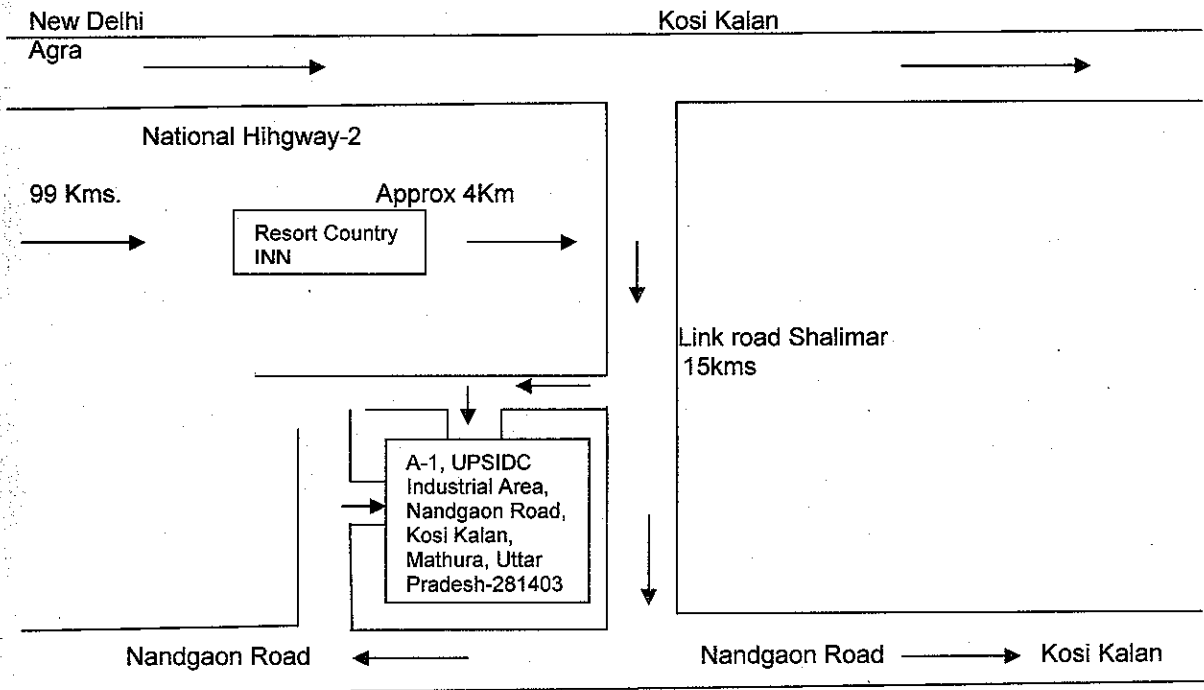 New Delhi
Kosi Kalan
Agra
National Hihgway-2
99 Kms.
Approx 4Km
Resort Country
INN
Link road Shalimar
15kms
A-1, UPSIDC
Industrial Area,
Nandgaon Road,
Kosi Kalan,
Mathura, Uttar
Pradesh-281403
Nandgaon Road
Nandgaon Road
Kosi Kalan